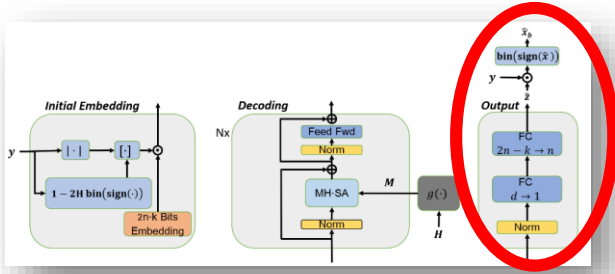 x̂_b
bin(sign(x̂))
y
ẑ
Initial Embedding
Decoding
Output
Nx
Feed Fwd
Norm
FC
2n − k → n
y
|·|
[·]
1 − 2H bin(sign(·))
2n-k Bits
Embedding
MH-SA
M
g(·)
H
FC
d → 1
Norm
Norm